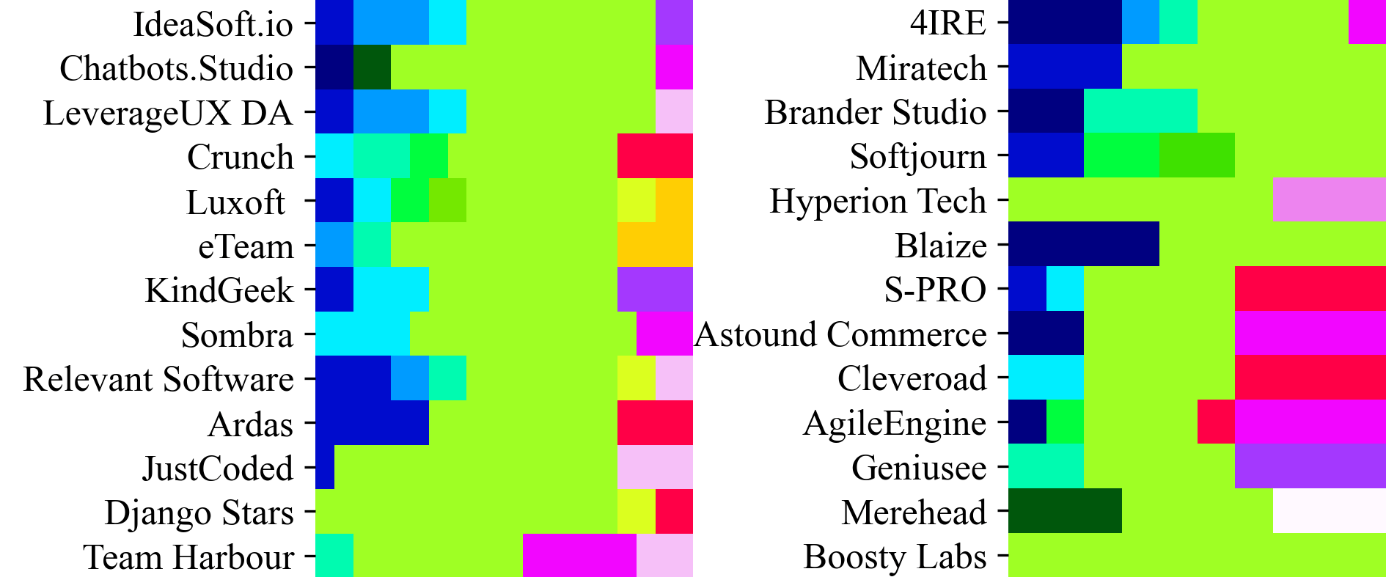 IdeaSoft.io
Chatbots.Studio
LeverageUX DA
Crunch
Luxoft
eTeam
KindGeek
Sombra
Relevant Software
Ardas
JustCoded
Django Stars
Team Harbour
4IRE
Miratech
Brander Studio
Softjourn
Hyperion Tech
Blaize
S-PRO
Astound Commerce
Cleveroad
AgileEngine
Geniusee
Merehead
Boosty Labs